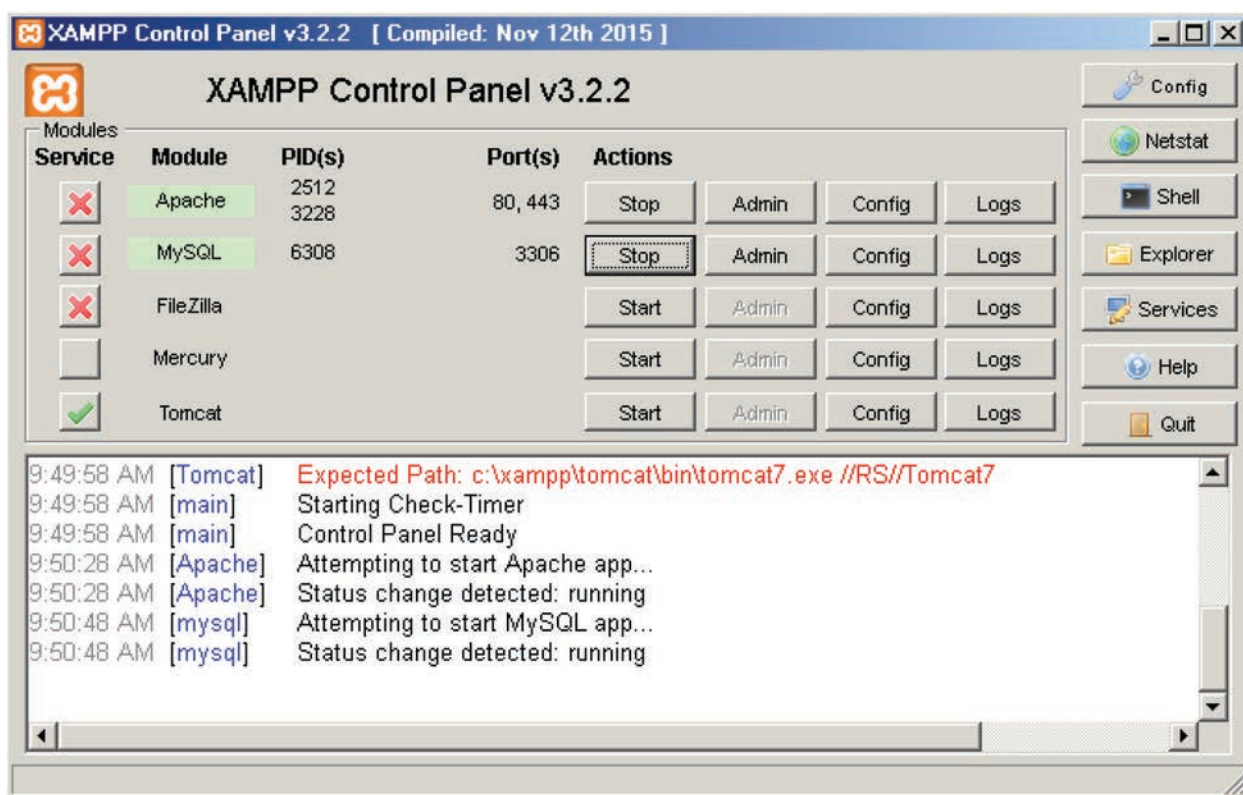 XAMPP Control Panel v3.2.2 [ Compiled: Nov 12th 2015 ]
XAMPP Control Panel v3.2.2
Config
Netstat
Shell
Explorer
Services
Help
Quit
Modules
Service Module PID(s) Port(s) Actions
Apache 2512 3228 80, 443 Stop Admin Config Logs
MySQL 6308 3306 Stop Admin Config Logs
FileZilla Start Admin Config Logs
Mercury Start Admin Config Logs
Tomcat Start Admin Config Logs
9:49:58 AM [Tomcat] Expected Path: c:\xampp\tomcat\bin\tomcat7.exe //RS//Tomcat7
9:49:58 AM [main] Starting Check-Timer
9:49:58 AM [main] Control Panel Ready
9:50:28 AM [Apache] Attempting to start Apache app...
9:50:28 AM [Apache] Status change detected: running
9:50:48 AM [mysql] Attempting to start MySQL app...
9:50:48 AM [mysql] Status change detected: running